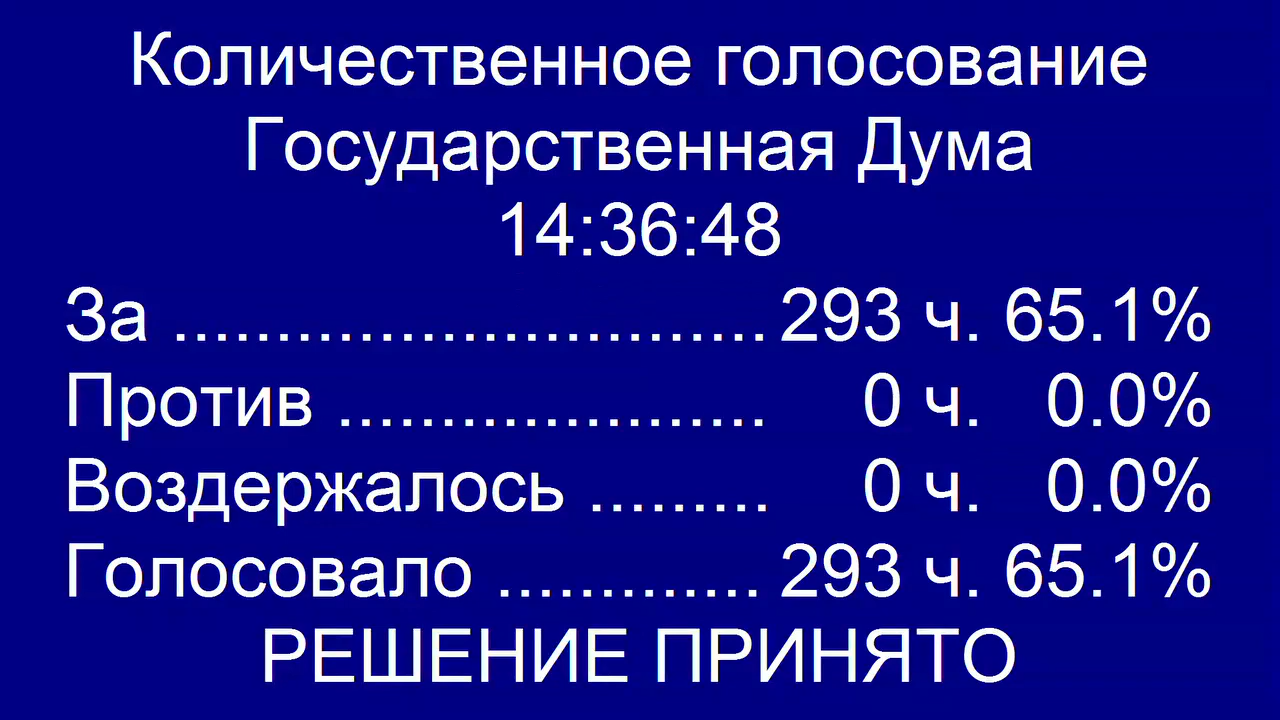 Количественное голосование
Государственная Дума
14:36:48
За ............................. 293 ч. 65.1%
Против ..................... 0 ч. 0.0%
Воздержалось ......... 0 ч. 0.0%
Голосовало ............. 293 ч. 65.1%
РЕШЕНИЕ ПРИНЯТО